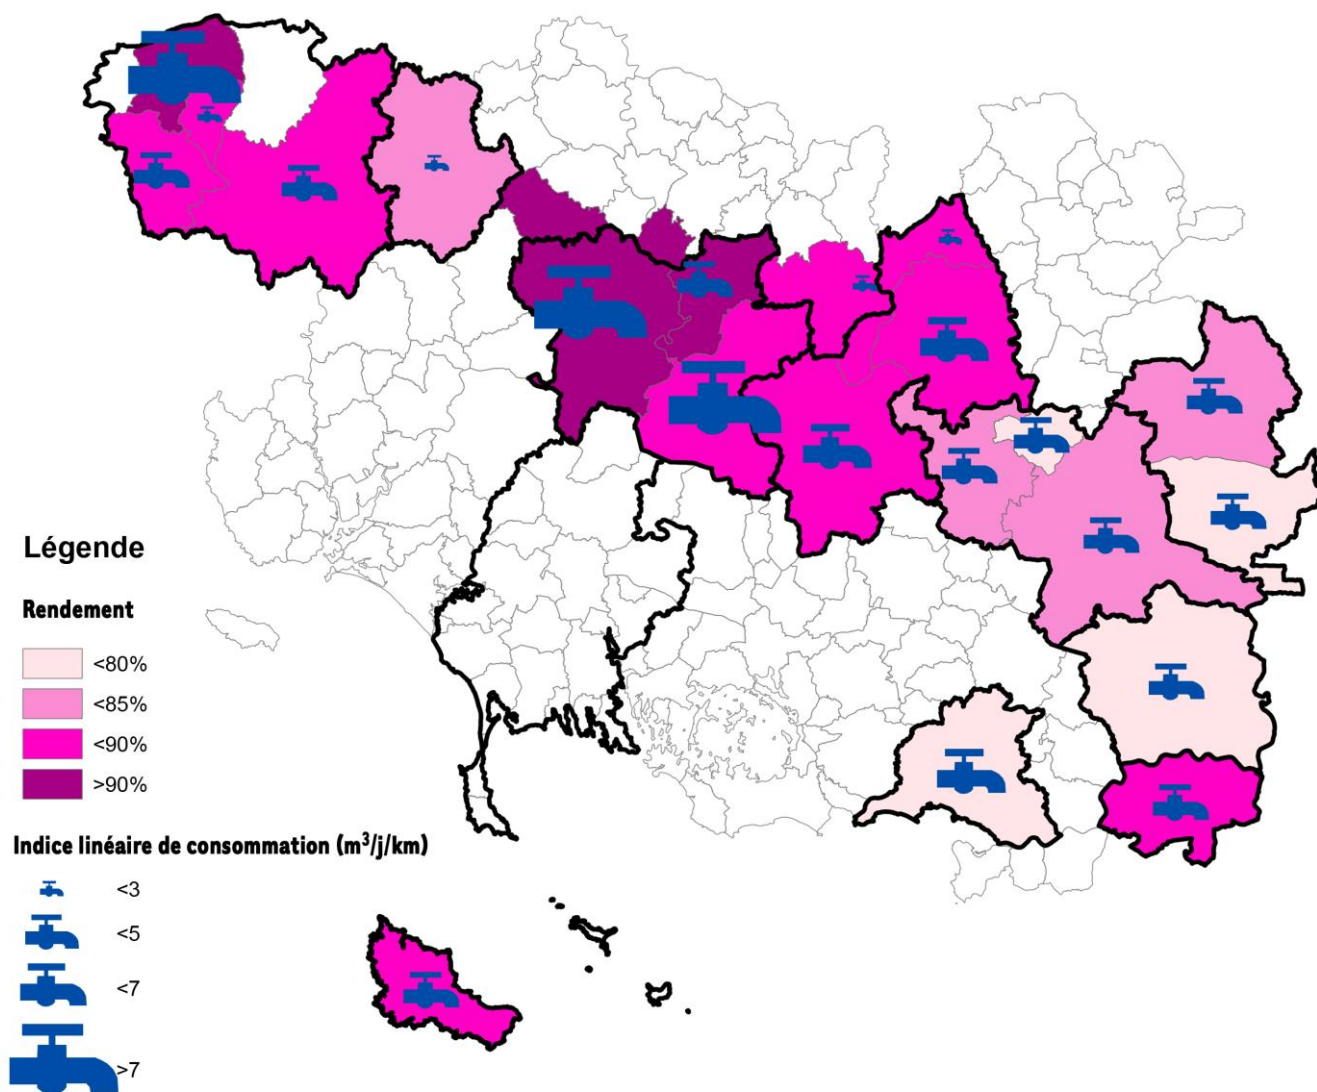 Légende
Rendement
<80%
<85%
<90%
>90%
Indice linéaire de consommation (m³/j/km)
<3
<5
<7
>7